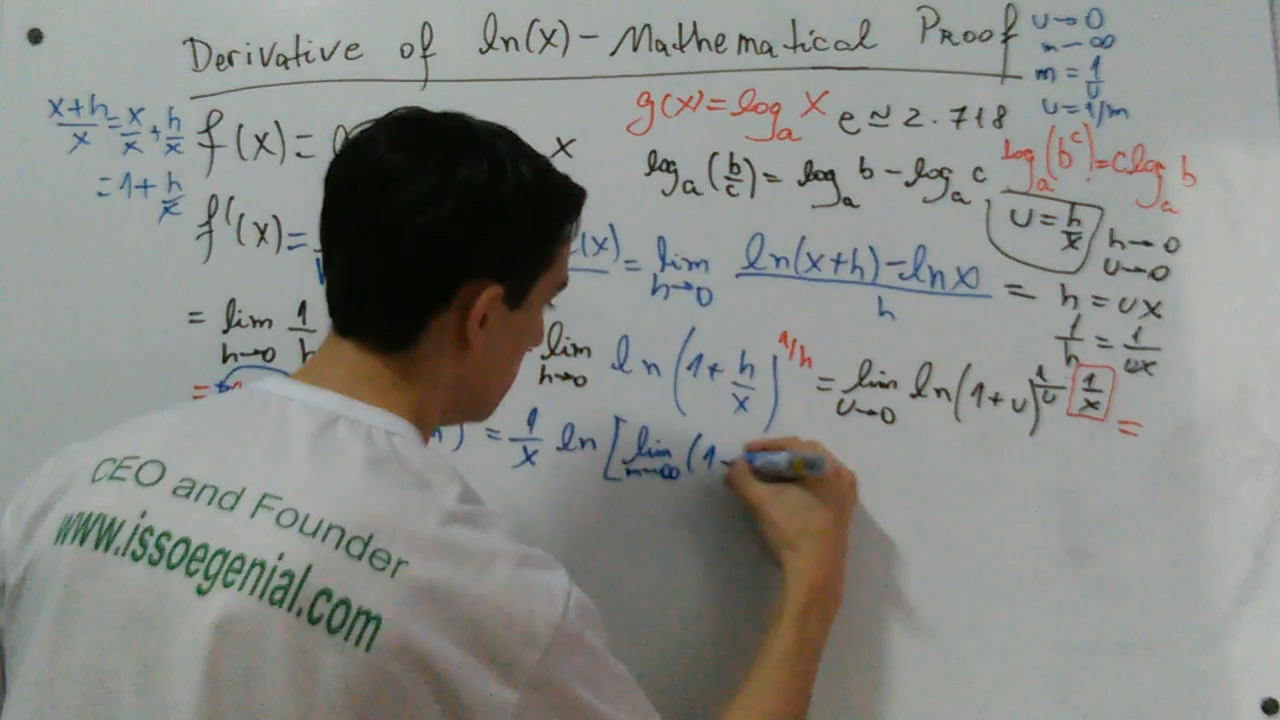 Derivative of ln(x) - Mathematical Proof
u→0
m→∞
m = 1/u
u = 1/m
(x+h)/x = x/x + h/x
= 1 + h/x
f(x) =
x
g(x) = log_a x
e ≃ 2.718
log_a (b/c) = log_a b - log_a c
log_a (b^c) = c log_a b
u = h/x
h→0
u→0
f'(x) =
(x) = lim h→0 (ln(x+h) - ln x)/h =
h = ux
1/h = 1/ux
= lim h→0 1/h
lim h→0 ln (1 + h/x)^1/h = lim u→0 ln (1+u)^1/u 1/x =
=
) = 1/x ln [ lim m→∞ (1
CEO and Founder
www.issoegenial.com